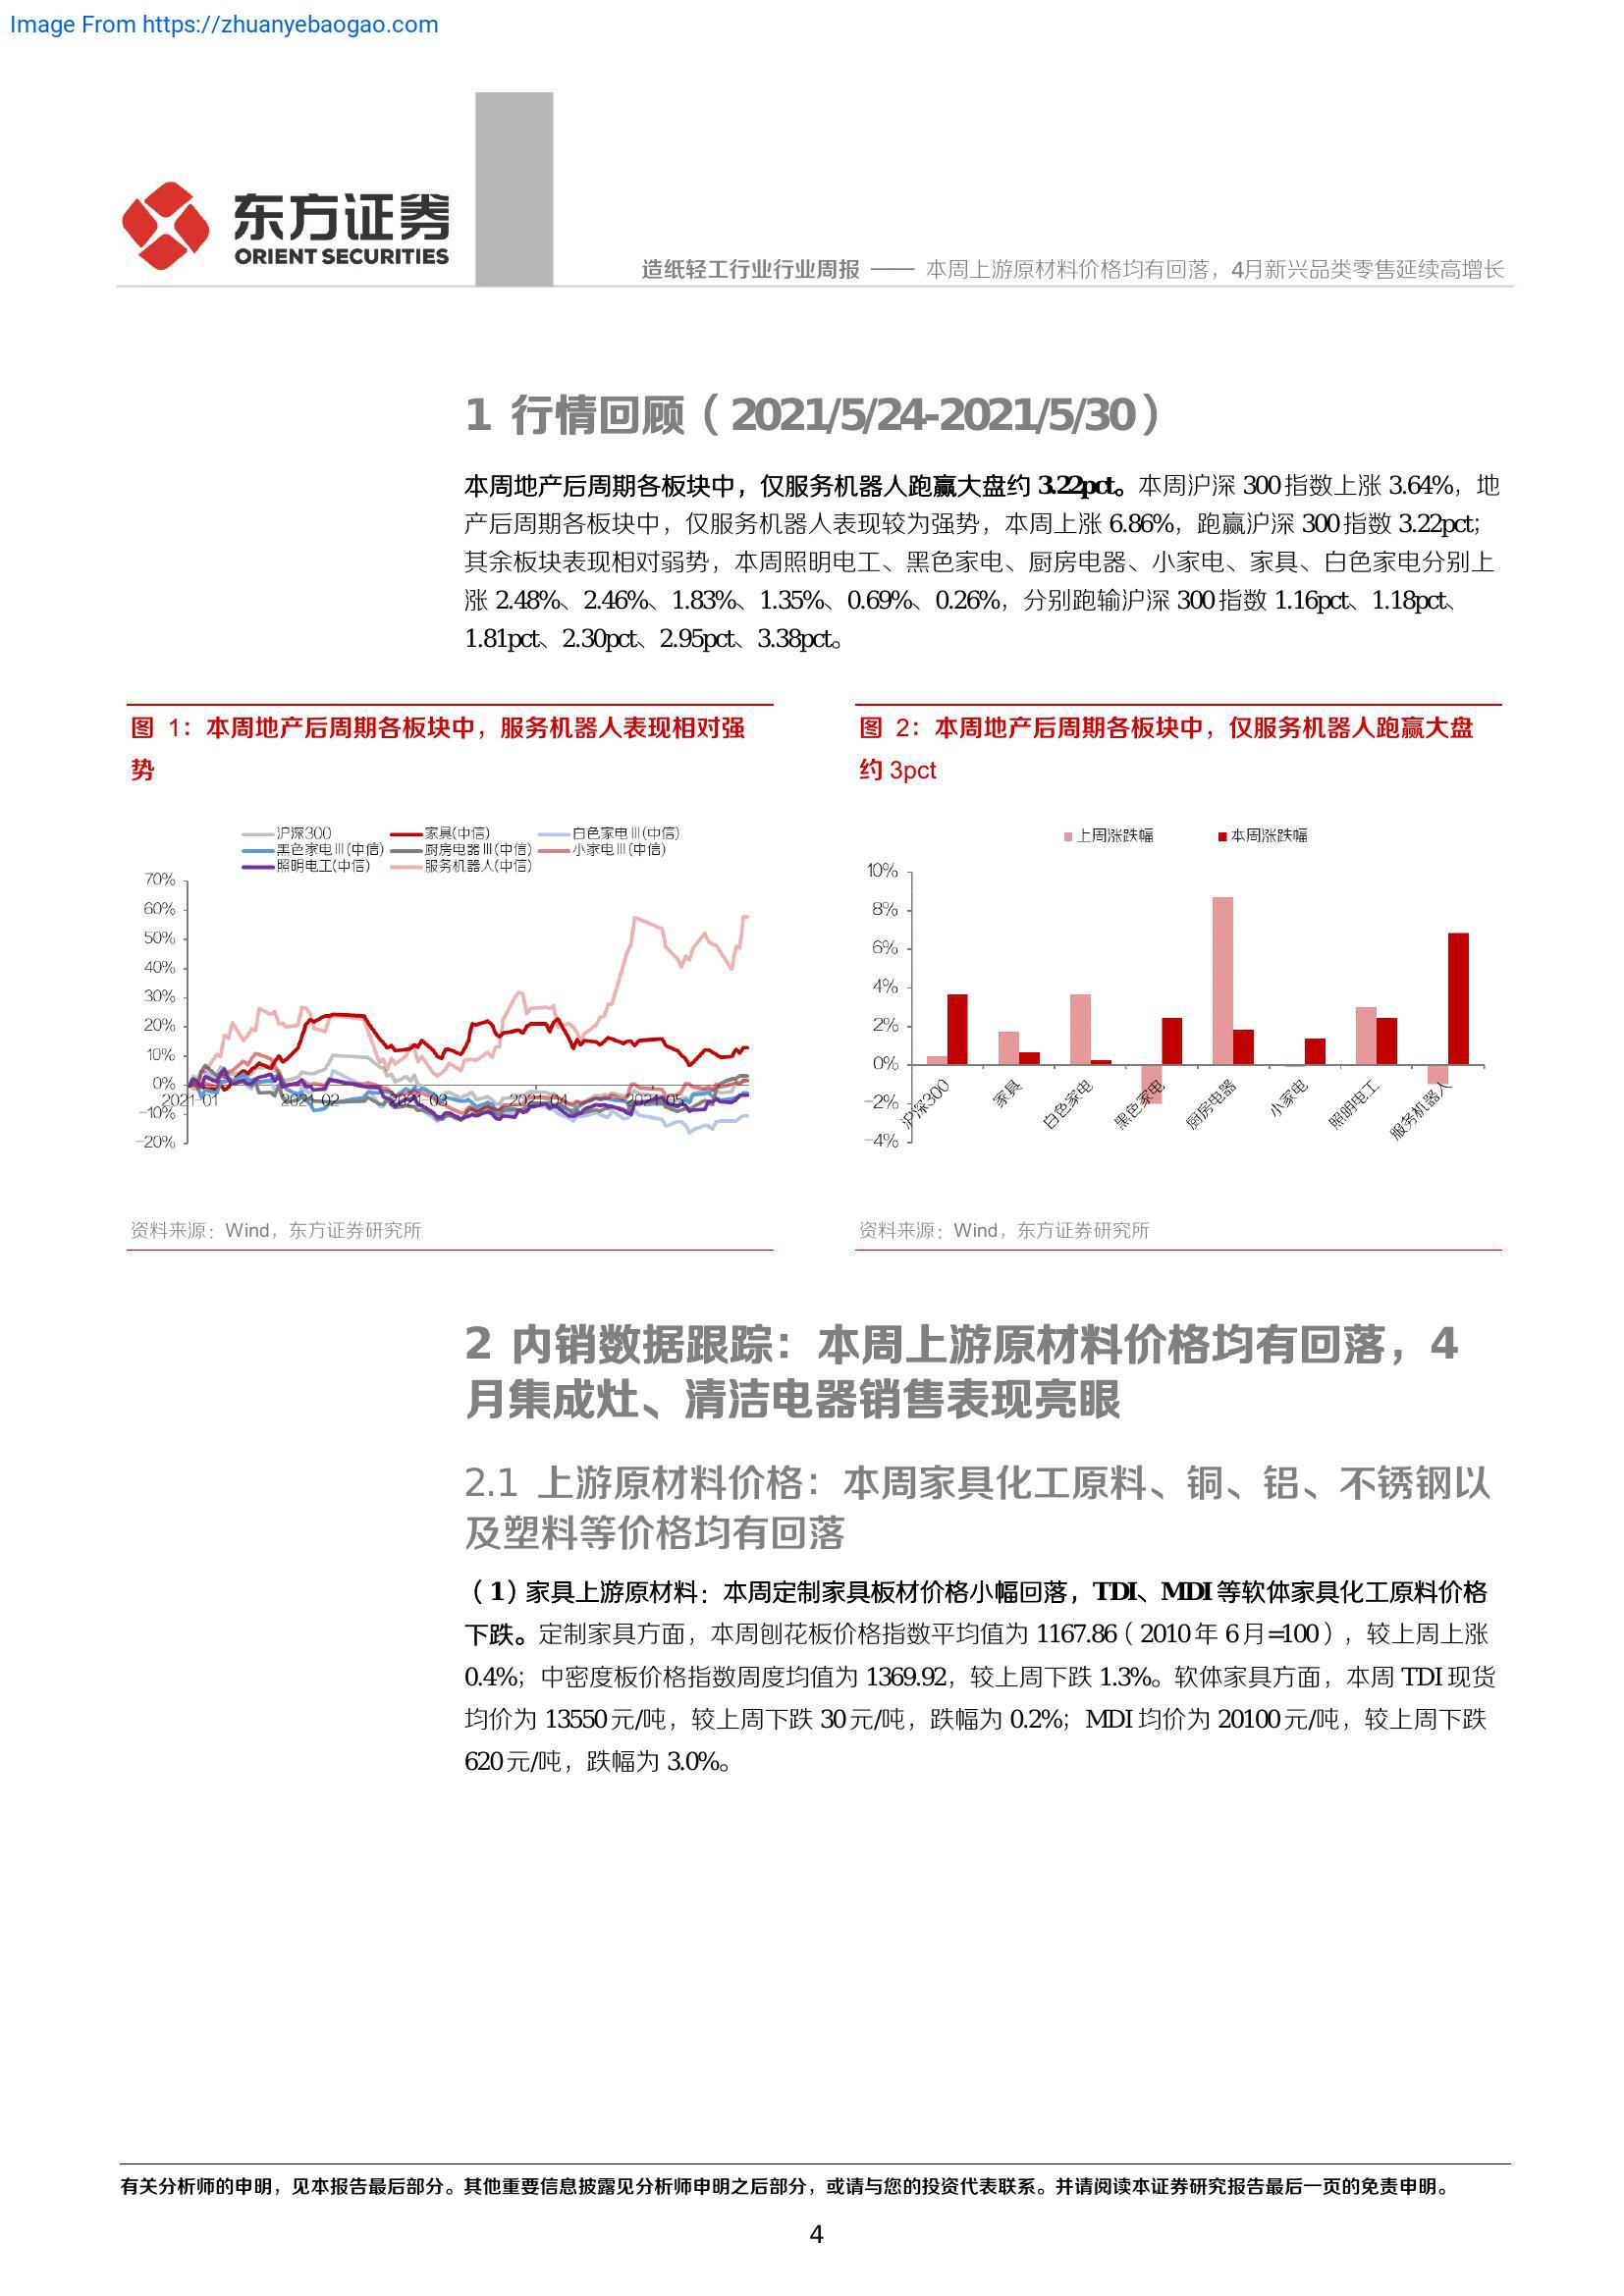 Image From https://zhuanyebaogao.com
东方证券
ORIENT SECURITIES
造纸轻工行业行业周报 —— 本周上游原材料价格均有回落，4月新兴品类零售延续高增长
1 行情回顾（2021/5/24-2021/5/30）
本周地产后周期各板块中，仅服务机器人跑赢大盘约 3.22pct。本周沪深 300 指数上涨 3.64%，地
产后周期各板块中，仅服务机器人表现较为强势，本周上涨 6.86%，跑赢沪深 300 指数 3.22pct；
其余板块表现相对弱势，本周照明电工、黑色家电、厨房电器、小家电、家具、白色家电分别上
涨 2.48%、2.46%、1.83%、1.35%、0.69%、0.26%，分别跑输沪深 300 指数 1.16pct、1.18pct、
1.81pct、2.30pct、2.95pct、3.38pct。
图 1：本周地产后周期各板块中，服务机器人表现相对强
势
沪深300 家具(中信) 白色家电Ⅲ(中信)
黑色家电Ⅲ(中信) 厨房电器Ⅲ(中信) 小家电Ⅲ(中信)
照明电工(中信) 服务机器人(中信)
70%
60%
50%
40%
30%
20%
10%
0%
-10%
-20%
2021-01 2021-02 2021-03 2021-04 2021-05
资料来源：Wind，东方证券研究所
图 2：本周地产后周期各板块中，仅服务机器人跑赢大盘
约 3pct
上周涨跌幅 本周涨跌幅
10%
8%
6%
4%
2%
0%
-2%
-4%
沪深300 家具 白色家电 黑色家电 厨房电器 小家电 照明电工 服务机器人
资料来源：Wind，东方证券研究所
2 内销数据跟踪：本周上游原材料价格均有回落，4
月集成灶、清洁电器销售表现亮眼
2.1 上游原材料价格：本周家具化工原料、铜、铝、不锈钢以
及塑料等价格均有回落
（1）家具上游原材料：本周定制家具板材价格小幅回落，TDI、MDI 等软体家具化工原料价格
下跌。定制家具方面，本周刨花板价格指数平均值为 1167.86（2010 年 6 月=100），较上周上涨
0.4%；中密度板价格指数周度均值为 1369.92，较上周下跌 1.3%。软体家具方面，本周 TDI 现货
均价为 13550 元/吨，较上周下跌 30 元/吨，跌幅为 0.2%；MDI 均价为 20100 元/吨，较上周下跌
620 元/吨，跌幅为 3.0%。
有关分析师的申明，见本报告最后部分。其他重要信息披露见分析师申明之后部分，或请与您的投资代表联系。并请阅读本证券研究报告最后一页的免责申明。
4